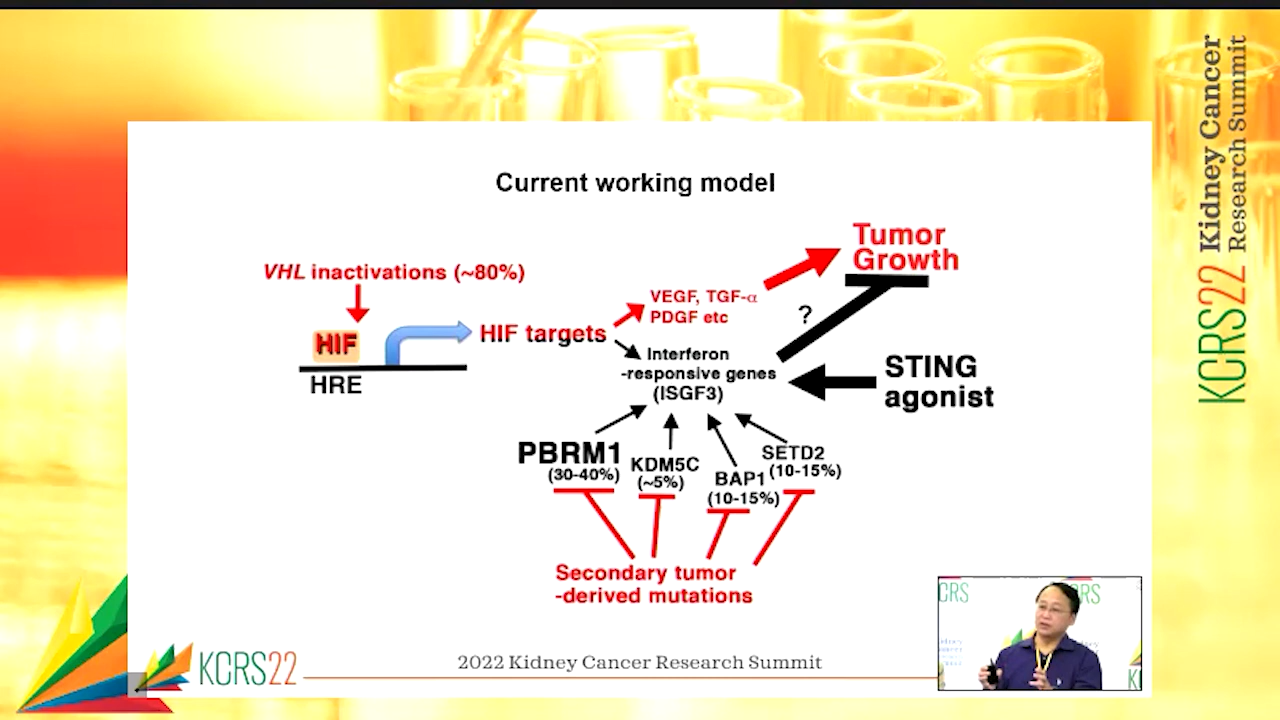 Current working model
Tumor
Growth
VHL inactivations (~80%)
VEGF, TGF-α
PDGF etc
?
HIF
HIF targets
HRE
Interferon
-responsive genes
(ISGF3)
STING
agonist
PBRM1
(30-40%)
KDM5C
(~5%)
BAP1
(10-15%)
SETD2
(10-15%)
Secondary tumor
-derived mutations
KCRS22
2022 Kidney Cancer Research Summit
KCRS22 Kidney Cancer
Research Summit
CRS
RS